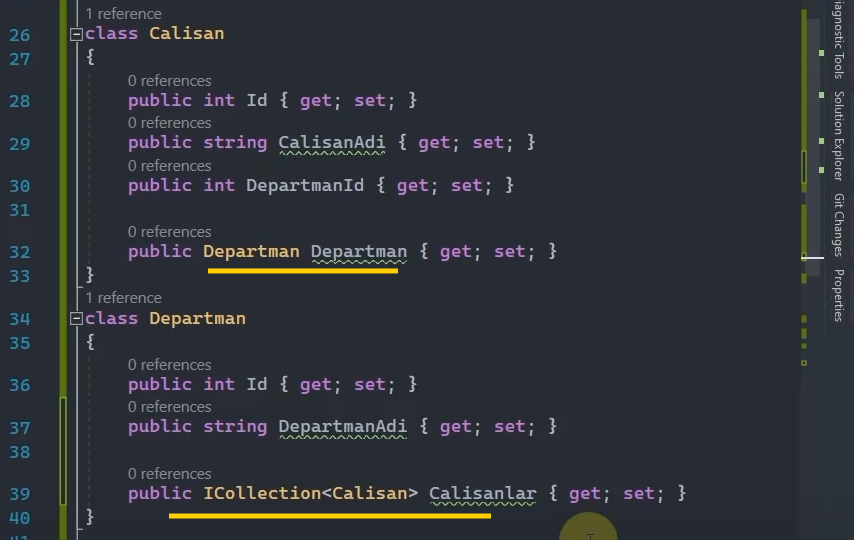 1 reference
26 class Calisan
27 {
0 references
28 public int Id { get; set; }
0 references
29 public string CalisanAdi { get; set; }
0 references
30 public int DepartmanId { get; set; }
31
0 references
32 public Departman Departman { get; set; }
33 }
1 reference
34 class Departman
35 {
0 references
36 public int Id { get; set; }
0 references
37 public string DepartmanAdi { get; set; }
38
0 references
39 public ICollection<Calisan> Calisanlar { get; set; }
40 }
Tools
Solution Explorer
Git Changes
Properties